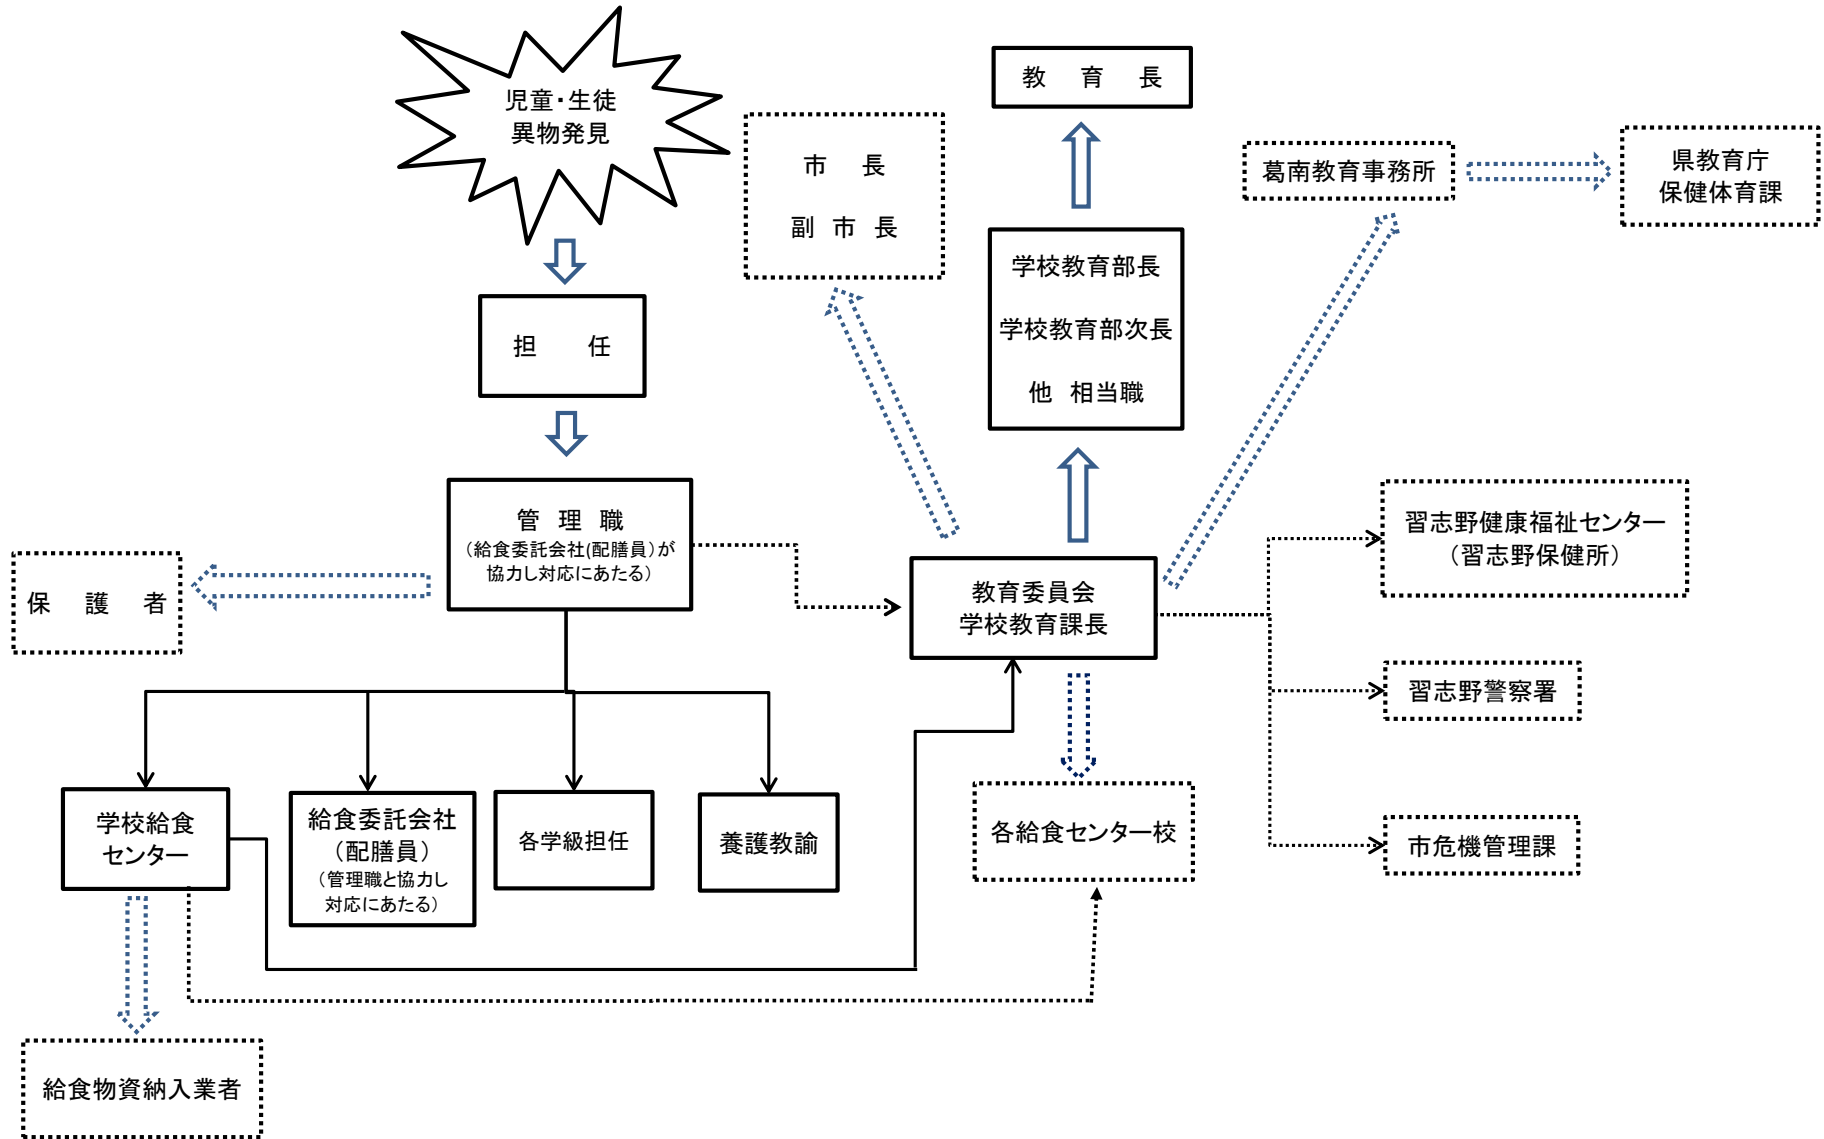 児童・生徒
異物発見
教　育　長
市　長
副　市　長
葛南教育事務所
県教育庁
保健体育課
学校教育部長
学校教育部次長
他　相当職
担　　任
管　理　職
（給食委託会社(配膳員）が
協力し対応にあたる）
保　護　者
教育委員会
学校教育課長
習志野健康福祉センター
（習志野保健所）
習志野警察署
市危機管理課
学校給食
センター
給食委託会社
（配膳員）
（管理職と協力し
対応にあたる）
各学級担任
養護教諭
各給食センター校
給食物資納入業者